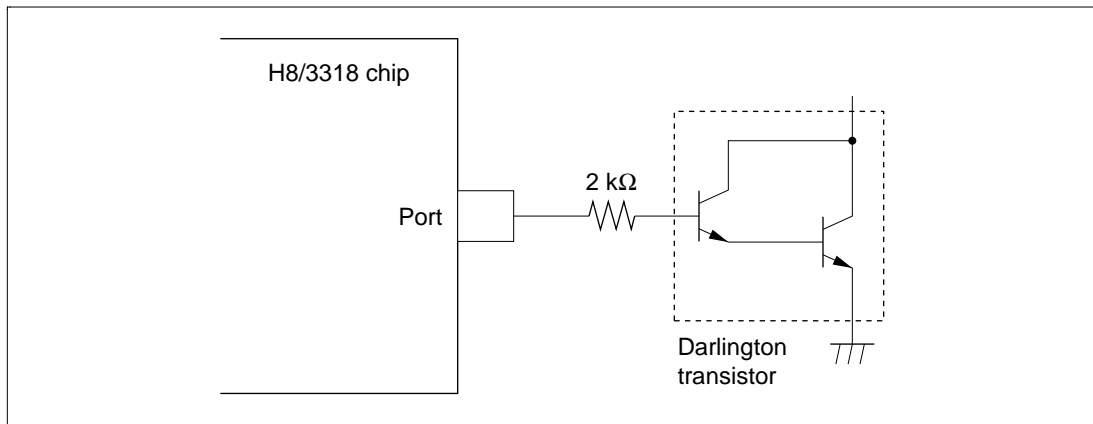 H8/3318 chip
2 kΩ
Port
Darlington
transistor